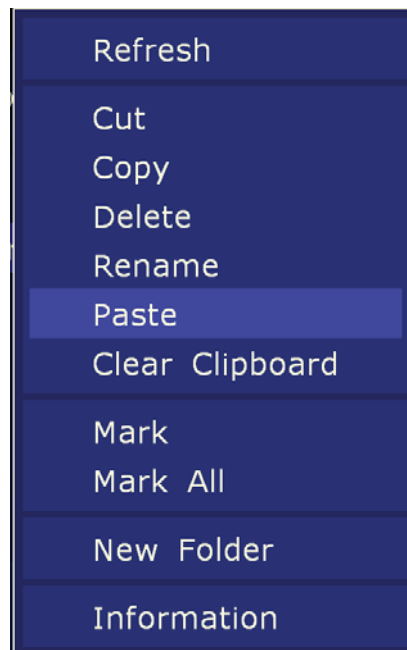 Refresh
Cut
Copy
Delete
Rename
Paste
Clear Clipboard
Mark
Mark All
New Folder
Information